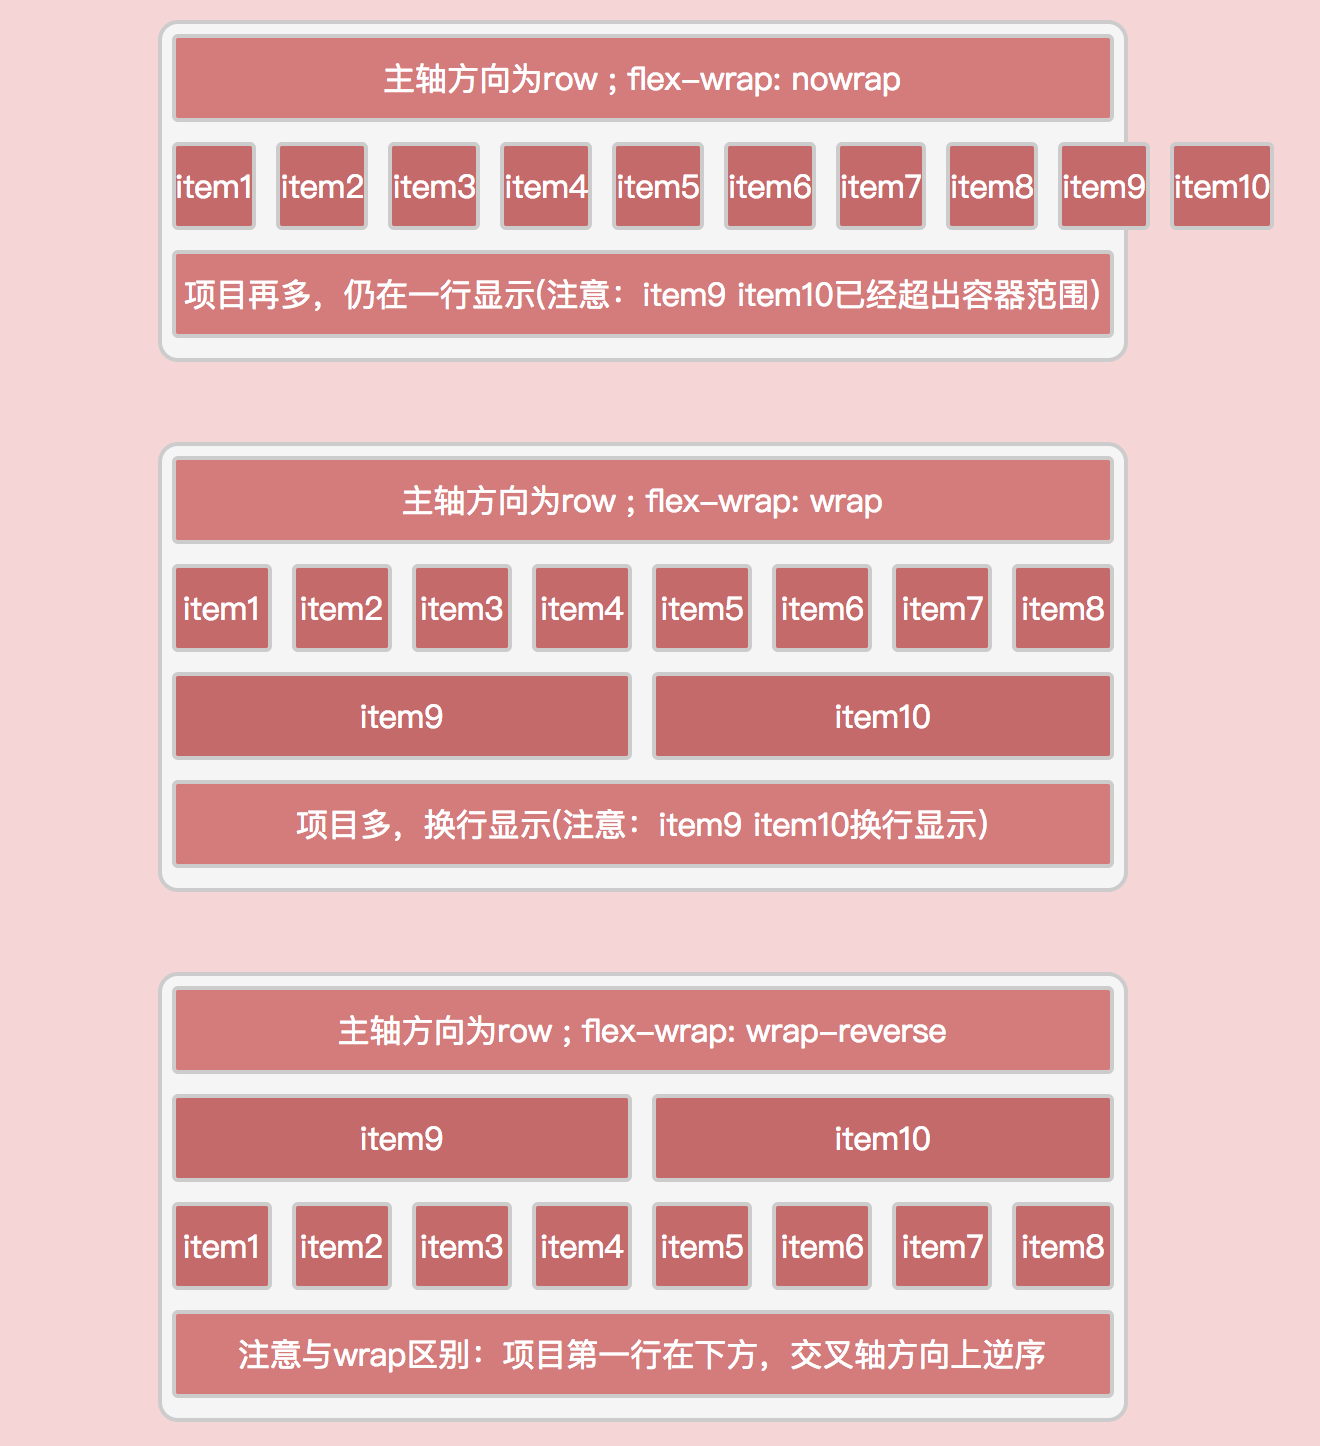 主轴方向为row ; flex-wrap: nowrap
item1 item2 item3 item4 item5 item6 item7 item8 item9 item10
项目再多，仍在一行显示(注意：item9 item10已经超出容器范围)
主轴方向为row ; flex-wrap: wrap
item1 item2 item3 item4 item5 item6 item7 item8
item9 item10
项目多，换行显示(注意：item9 item10换行显示)
主轴方向为row ; flex-wrap: wrap-reverse
item9 item10
item1 item2 item3 item4 item5 item6 item7 item8
注意与wrap区别：项目第一行在下方，交叉轴方向上逆序